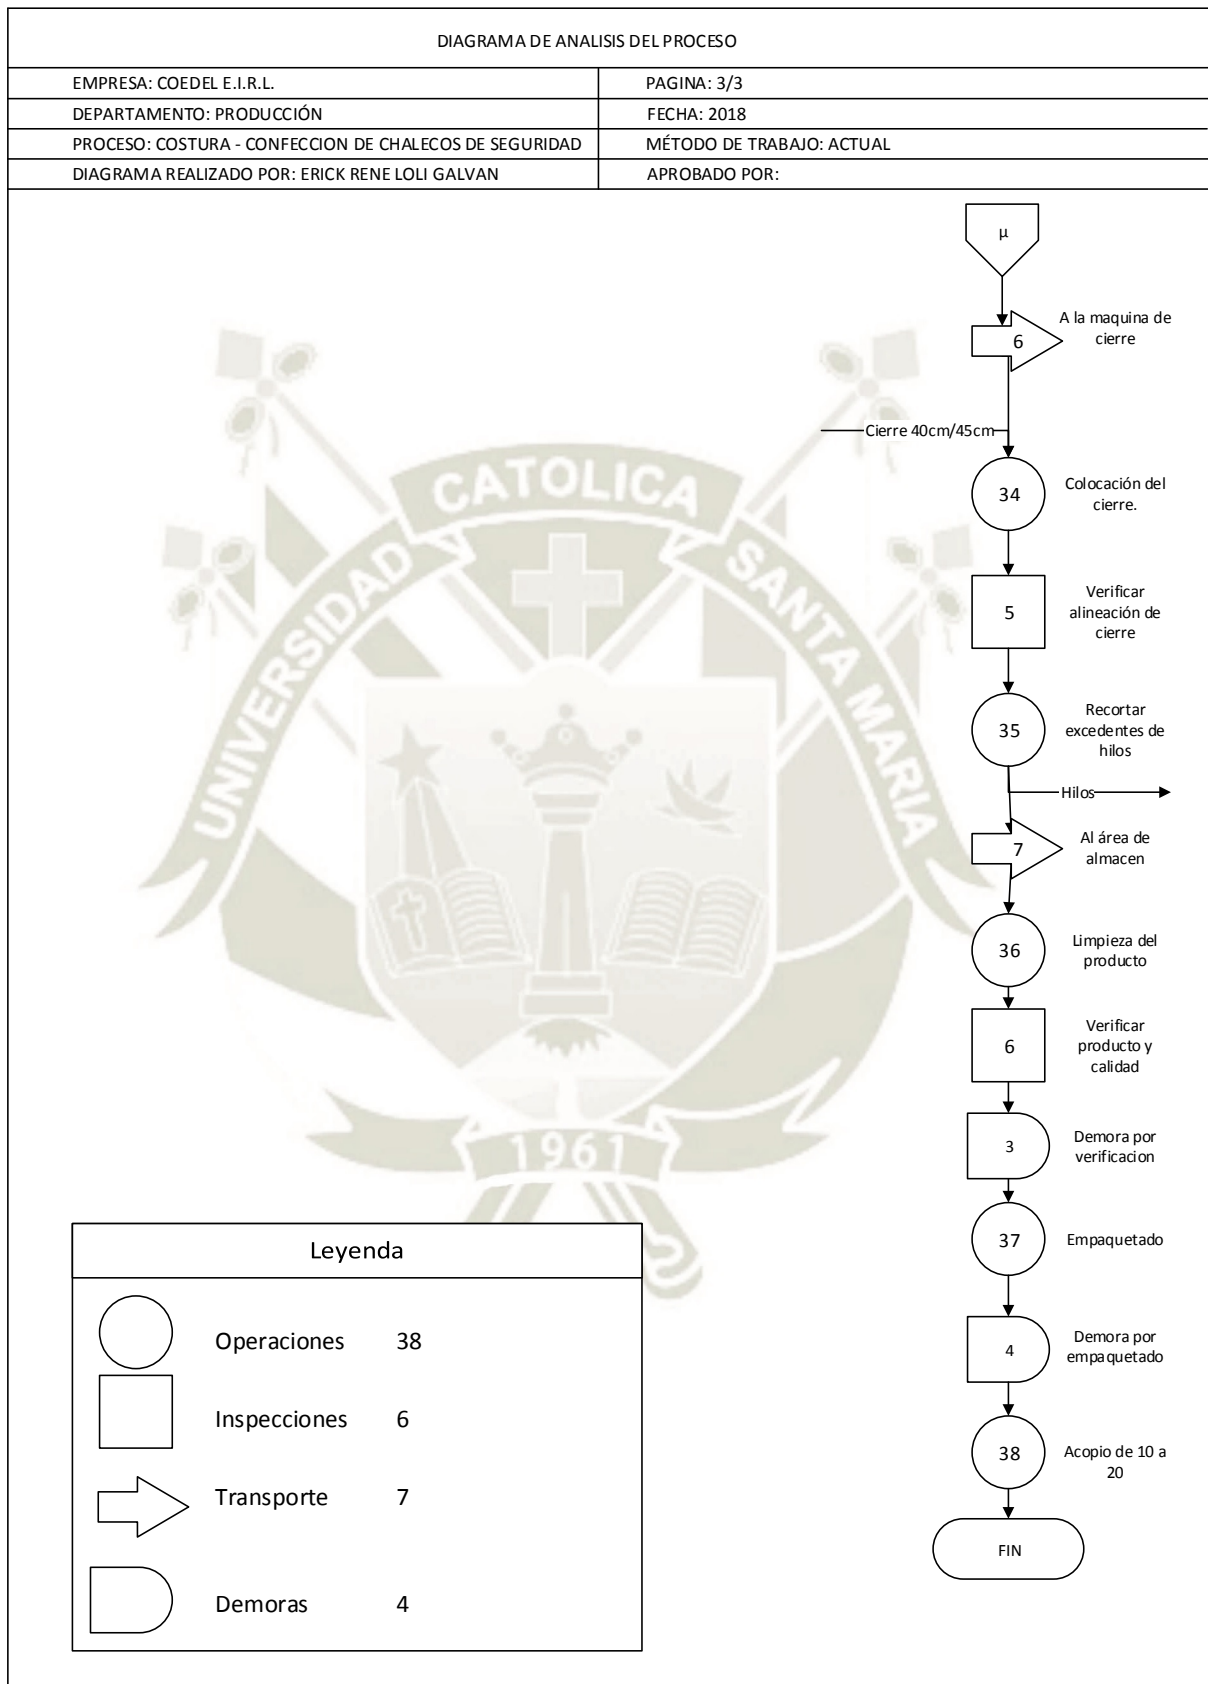 DIAGRAMA DE ANALISIS DEL PROCESO
EMPRESA: COEDEL E.I.R.L.
PAGINA: 3/3
DEPARTAMENTO: PRODUCCIÓN
FECHA: 2018
PROCESO: COSTURA - CONFECCION DE CHALECOS DE SEGURIDAD
MÉTODO DE TRABAJO: ACTUAL
DIAGRAMA REALIZADO POR: ERICK RENE LOLI GALVAN
APROBADO POR:
µ
6
A la maquina de
cierre
Cierre 40cm/45cm
34
Colocación del
cierre.
5
Verificar
alineación de
cierre
35
Recortar
excedentes de
hilos
Hilos
7
Al área de
almacen
36
Limpieza del
producto
6
Verificar
producto y
calidad
3
Demora por
verificacion
37
Empaquetado
4
Demora por
empaquetado
38
Acopio de 10 a
20
FIN
UNIVERSIDAD
CATOLICA
SANTA MARIA
1961
Leyenda
Operaciones 38
Inspecciones 6
Transporte 7
Demoras 4